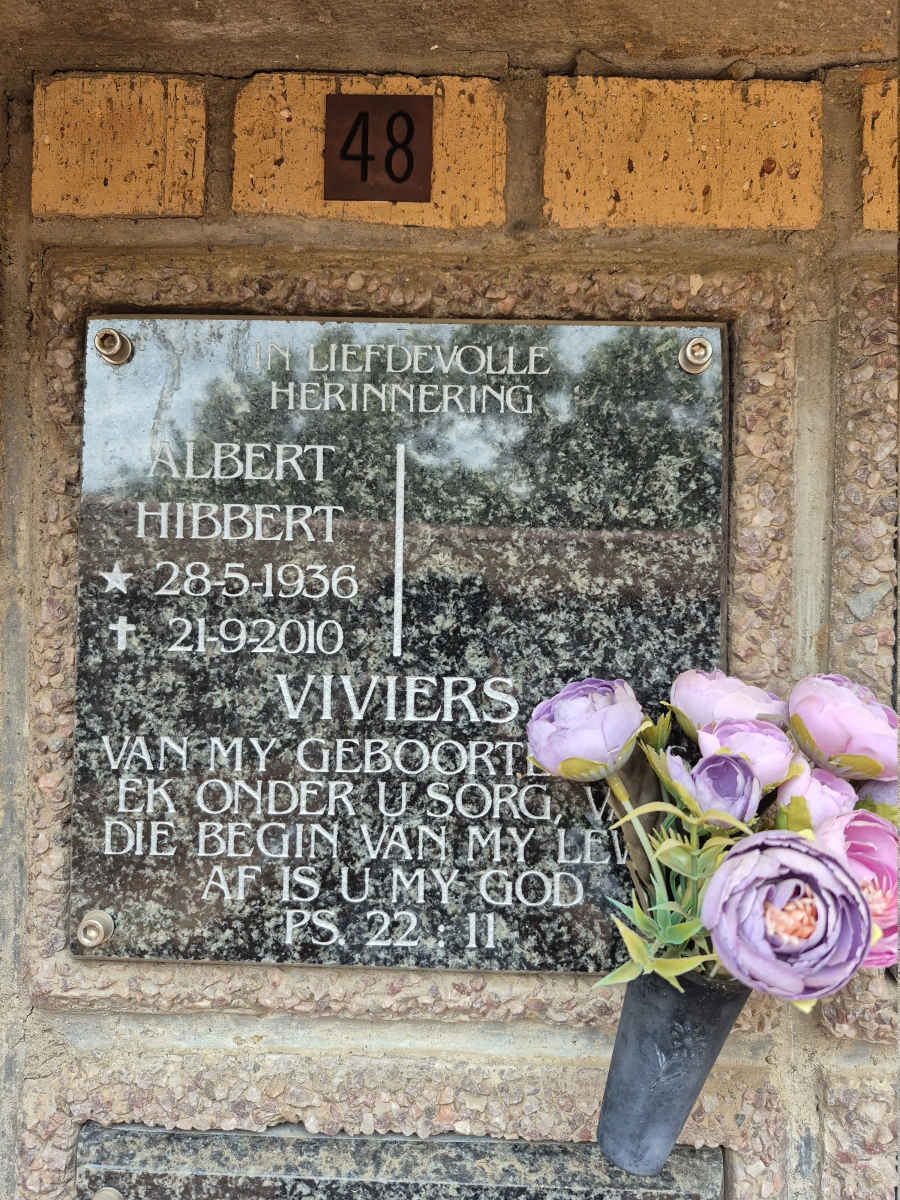 48
IN LIEFDEVOLLE
HERINNERING
ALBERT
HIBBERT
28-5-1936
21-9-2010
VIVIERS
VAN MY GEBOORTE
EK ONDER U SORG,
DIE BEGIN VAN MY
AF IS U MY GOD
PS. 22 : 11